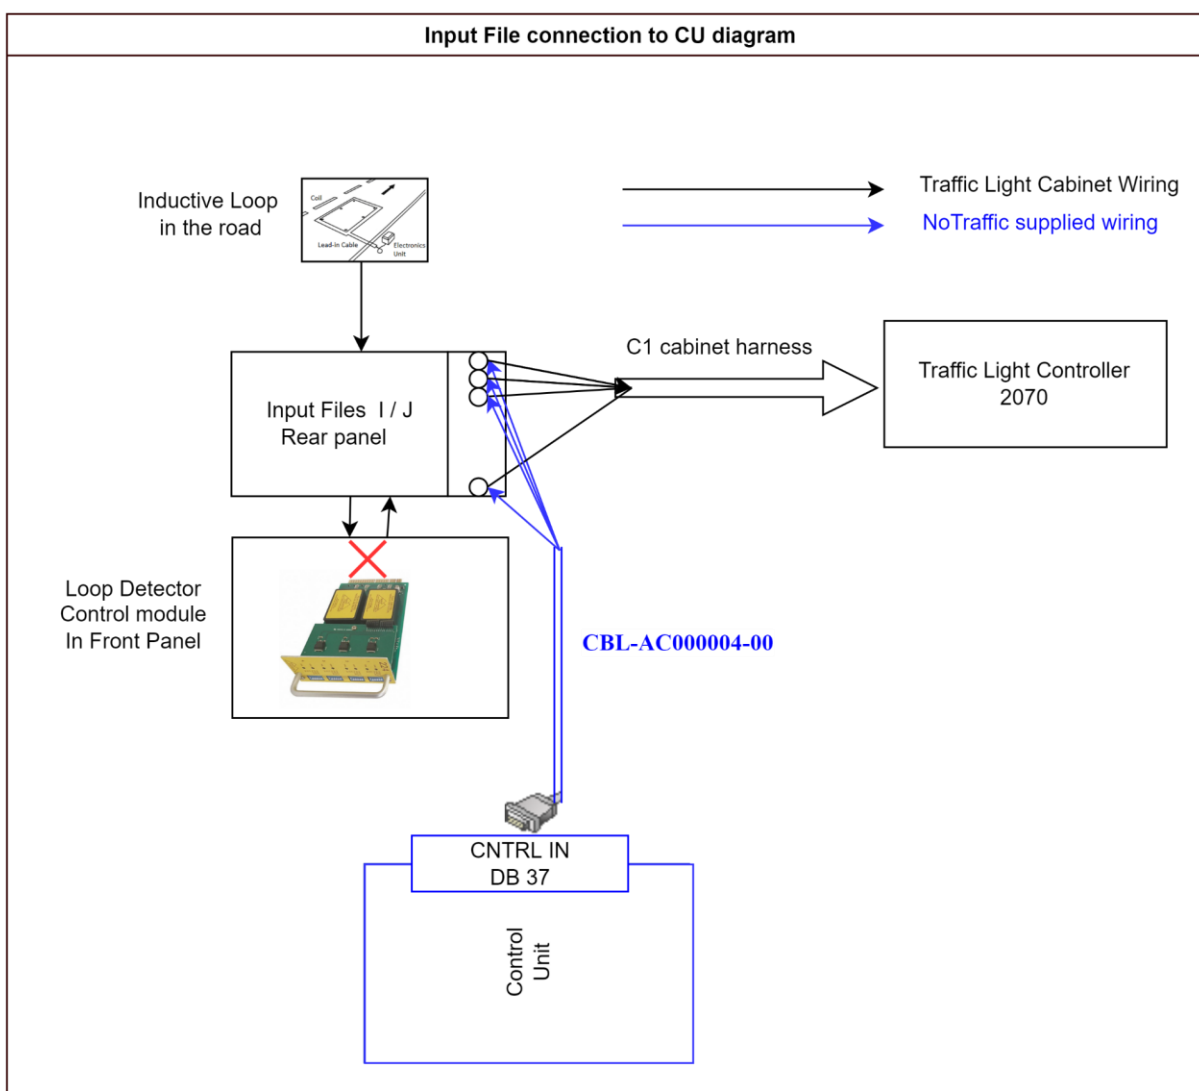 Input File connection to CU diagram
Inductive Loop
in the road
Coil
Lead-in Cable
Electronics
Unit
Traffic Light Cabinet Wiring
NoTraffic supplied wiring
C1 cabinet harness
Traffic Light Controller
2070
Input Files I / J
Rear panel
Loop Detector
Control module
In Front Panel
CBL-AC000004-00
CNTRL IN
DB 37
Control
Unit